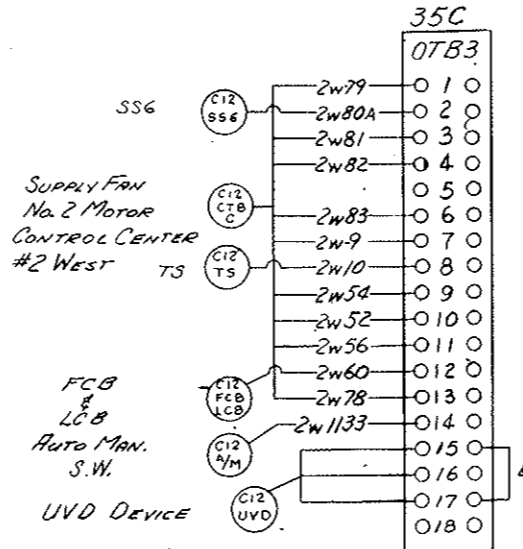 35C
OTB3
2W79 1
SS6 C12 SS6 2W80A 2
2W81 3
2W82 4
5
SUPPLY FAN
No. 2 MOTOR
CONTROL CENTER
#2 WEST
C12 CTB C
2W83 6
2W-9 7
TS C12 TS 2W10 8
2W54 9
2W52 10
2W56 11
2W60 12
FCB
&
LCB
C12 FCB LCB
2W78 13
AUTO MAN.
S.W.
C12 A/M
2W1133 14
15
16
UVD DEVICE C12 UVD 17
18